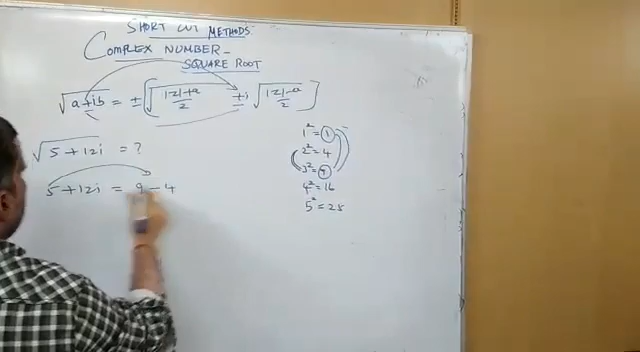 SHORT CUT METHODS
COMPLEX NUMBER-
SQUARE ROOT
√a+ib = ±(√|z|+a/2 ±i √|z|-a/2)
√5+12i = ?
5+12i = 9-4
1² = 1
2² = 4
3² = 9
4² = 16
5² = 25